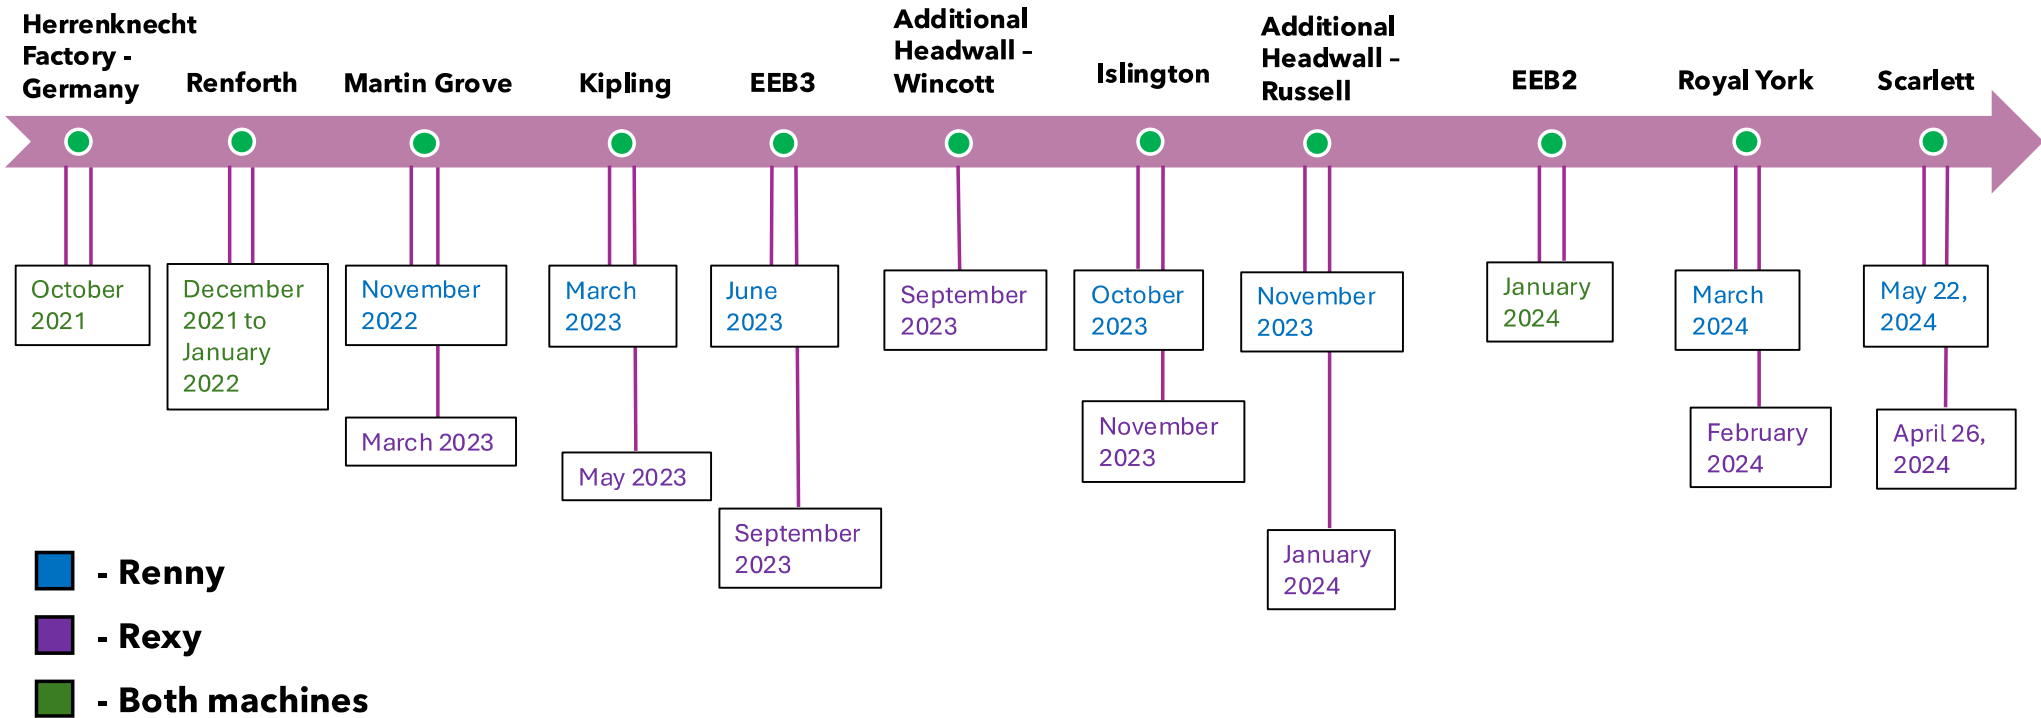 Herrenknecht
Factory -
Germany
Renforth
Martin Grove
Kipling
EEB3
Additional
Headwall –
Wincott
Islington
Additional
Headwall –
Russell
EEB2
Royal York
Scarlett
October
2021
December
2021 to
January
2022
November
2022
March 2023
March
2023
May 2023
June
2023
September
2023
September
2023
October
2023
November
2023
November
2023
January
2024
January
2024
March
2024
February
2024
May 22,
2024
April 26,
2024
- Renny
- Rexy
- Both machines